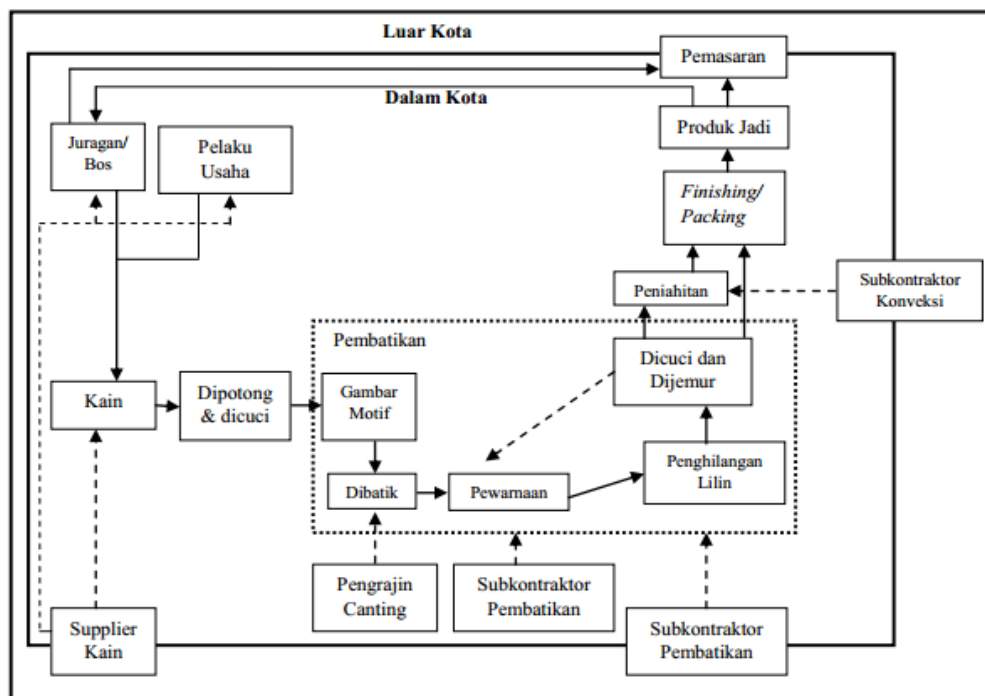 Luar Kota
Pemasaran
Dalam Kota
Juragan/
Bos
Pelaku
Usaha
Produk Jadi
Finishing/
Packing
Peniahitan
Subkontraktor
Konveksi
Pembatikan
Dicuci dan
Dijemur
Kain
Dipotong
& dicuci
Gambar
Motif
Penghilangan
Lilin
Dibatik
Pewarnaan
Pengrajin
Canting
Subkontraktor
Pembatikan
Supplier
Kain
Subkontraktor
Pembatikan